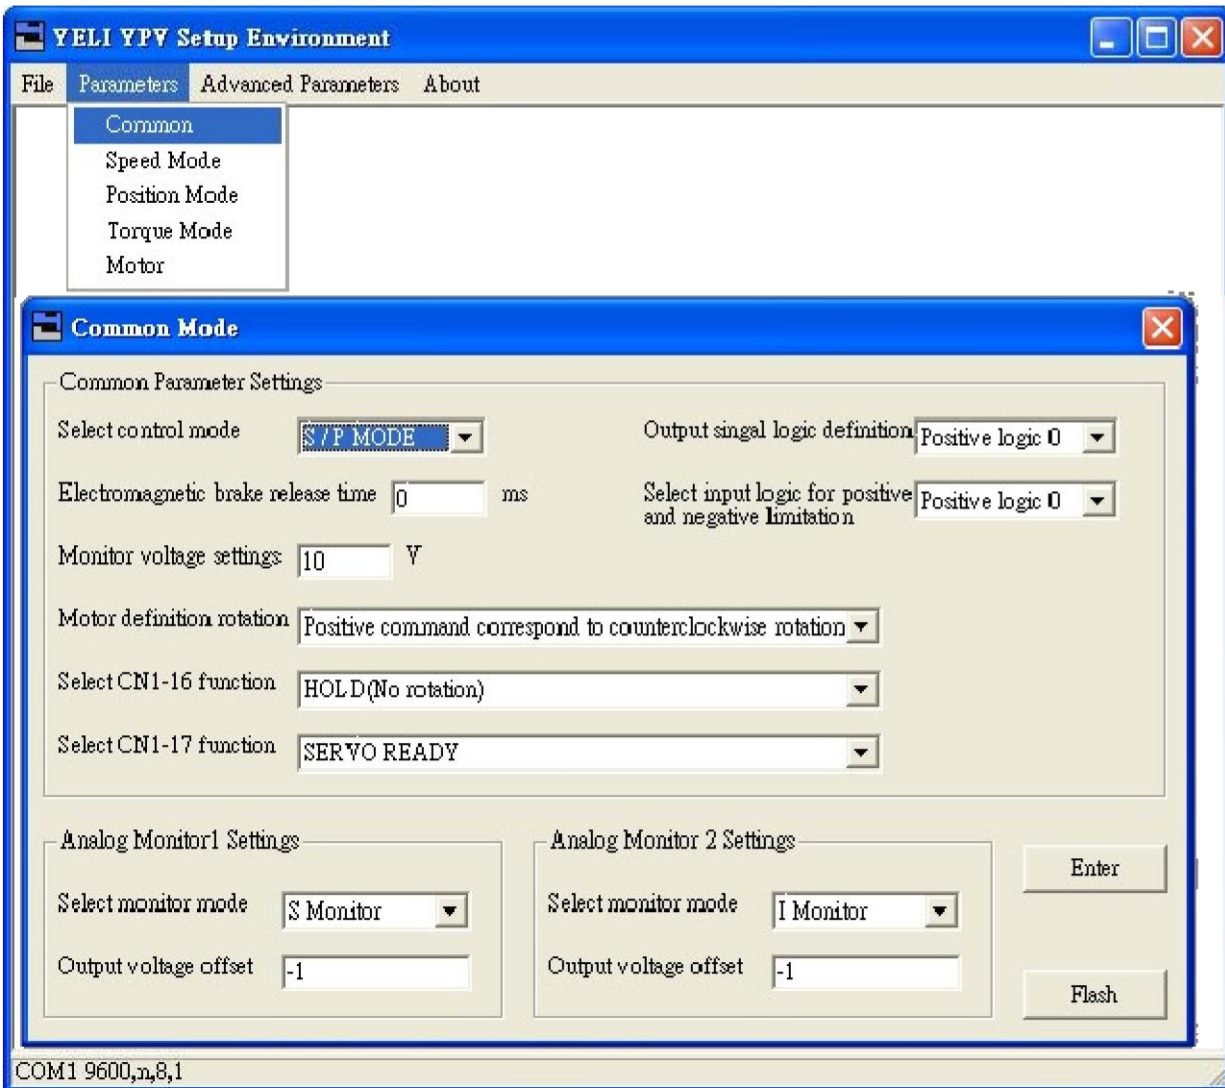 YELI YPV Setup Environment
File Parameters Advanced Parameters About
Common
Speed Mode
Position Mode
Torque Mode
Motor
Common Mode
Common Parameter Settings
Select control mode S / P MODE Output singal logic definition Positive logic 0
Electromagnetic brake release time 0 ms Select input logic for positive and negative limitation Positive logic 0
Monitor voltage settings 10 V
Motor definition rotation Positive command correspond to counterclockwise rotation
Select CN1-16 function HOLD(No rotation)
Select CN1-17 function SERVO READY
Analog Monitor1 Settings Analog Monitor 2 Settings
Enter
Select monitor mode S Monitor Select monitor mode I Monitor
Output voltage offset -1 Output voltage offset -1
Flash
COM1 9600,n,8,1